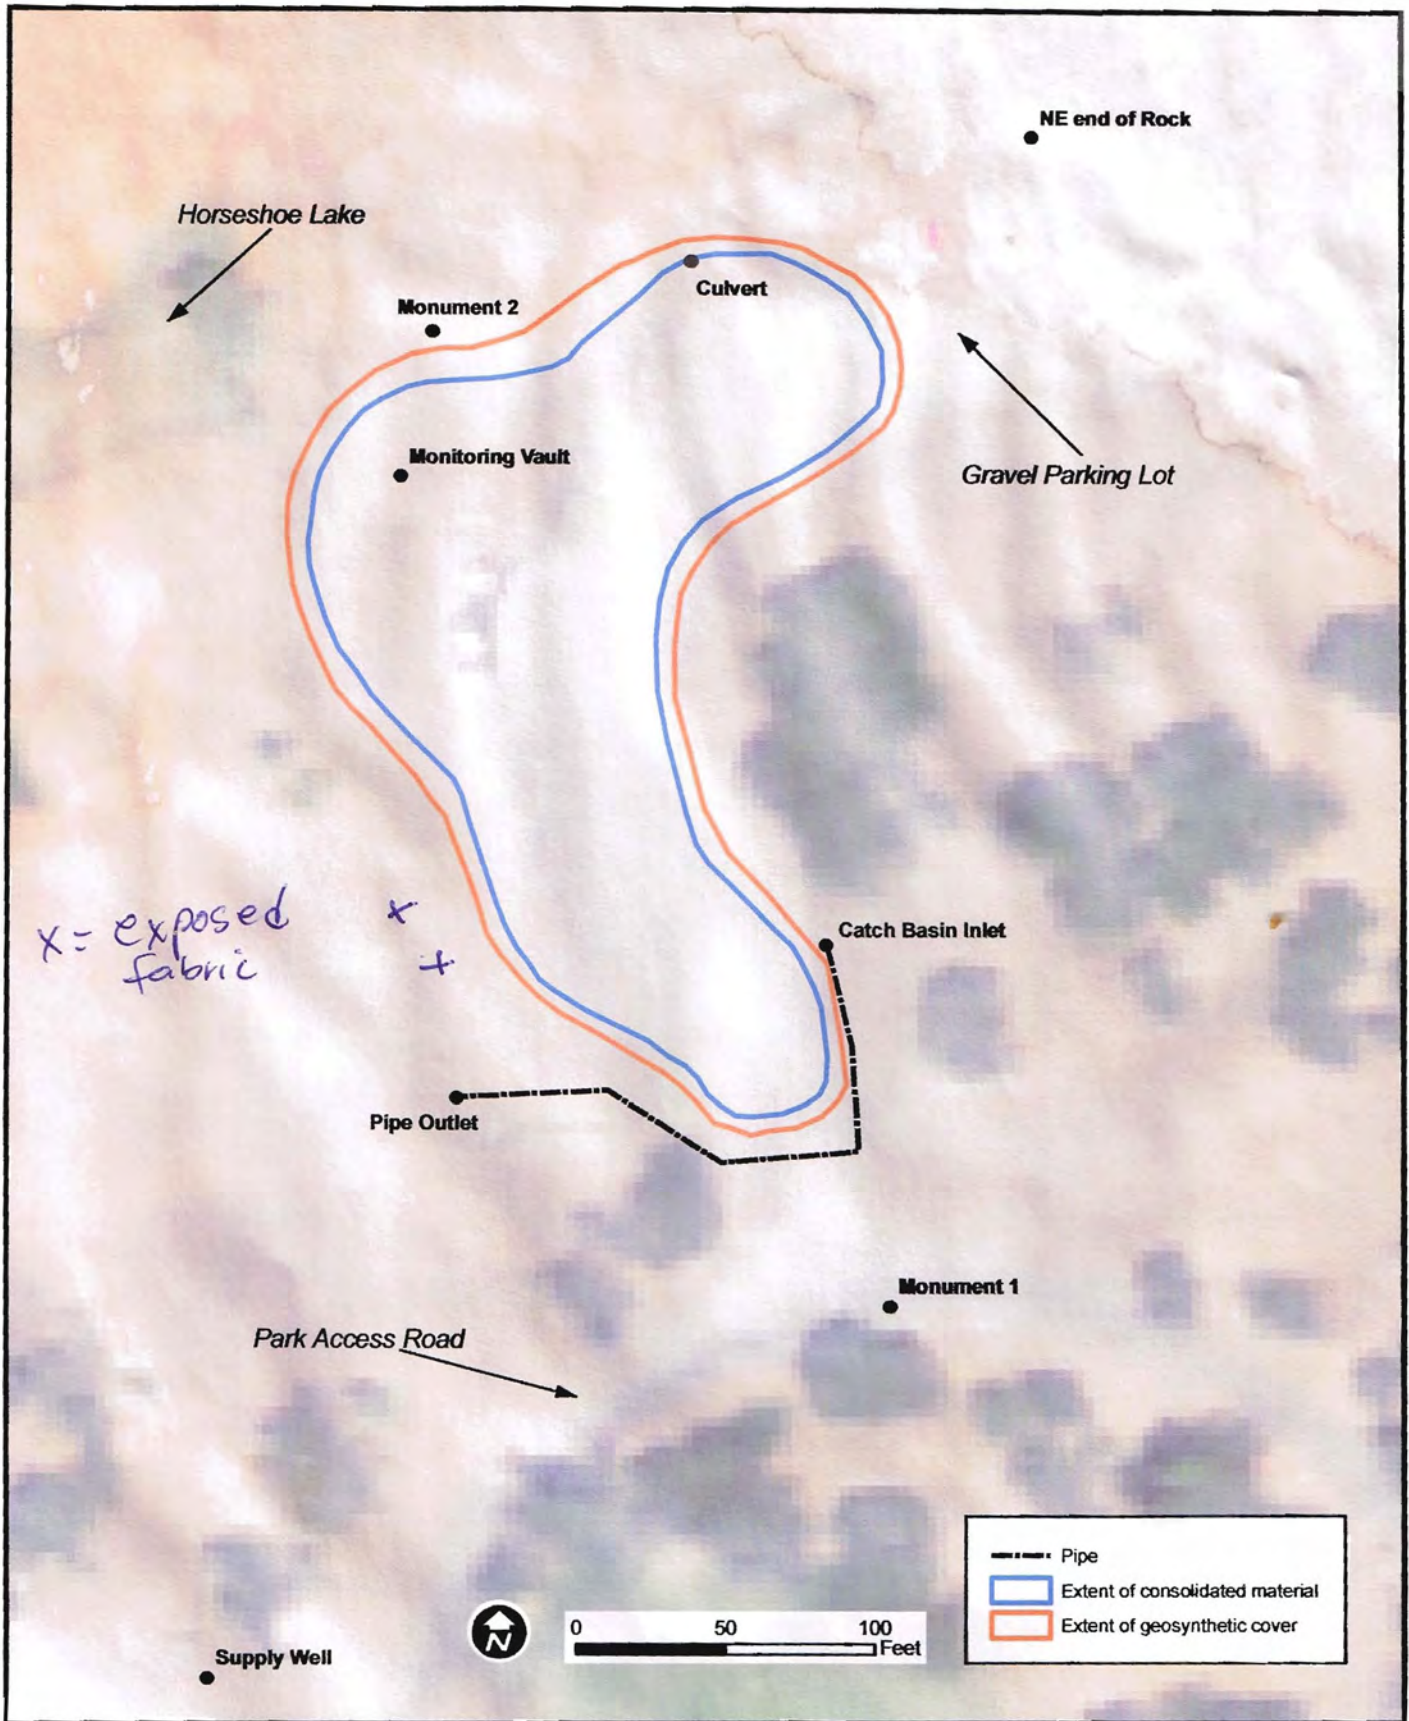 NE end of Rock
Horseshoe Lake
Culvert
Monument 2
Monitoring Vault
Gravel Parking Lot
x = exposed
fabric
x
x
Catch Basin Inlet
Pipe Outlet
Monument 1
Park Access Road
Pipe
Extent of consolidated material
Extent of geosynthetic cover
N
0 50 100
Feet
Supply Well